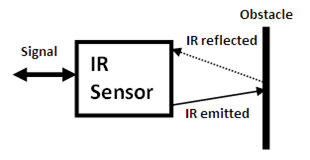 Obstacle
IR reflected
Signal
IR
Sensor
IR emitted